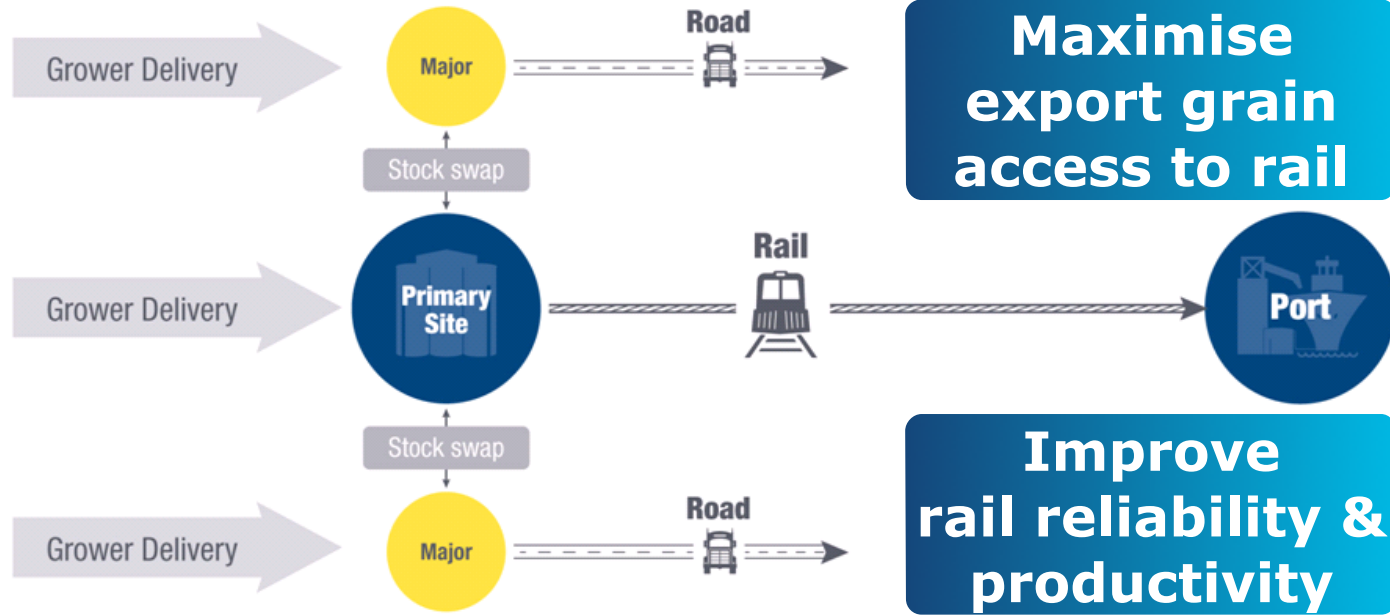 Road
Maximise
export grain
access to rail
Grower Delivery
Major
Stock swap
Rail
Grower Delivery
Primary
Site
Port
Stock swap
Road
Improve
rail reliability &
productivity
Grower Delivery
Major